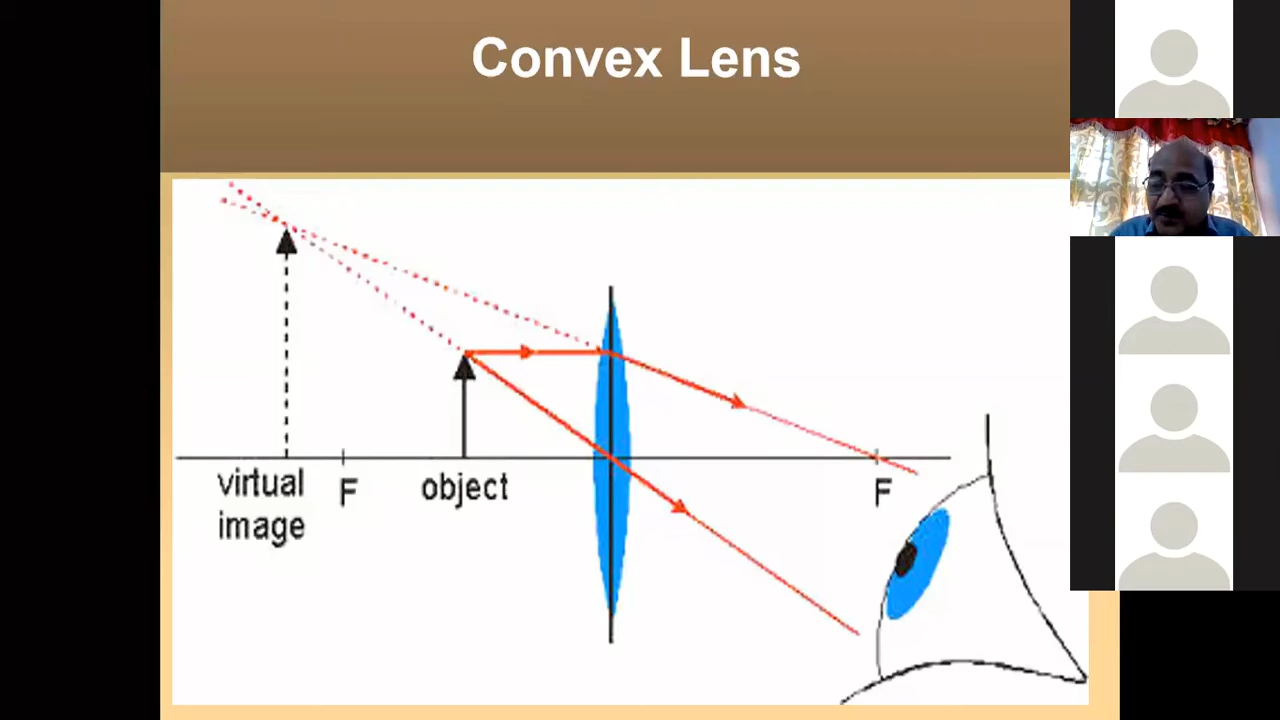 Convex Lens
virtual
image
F
object
F